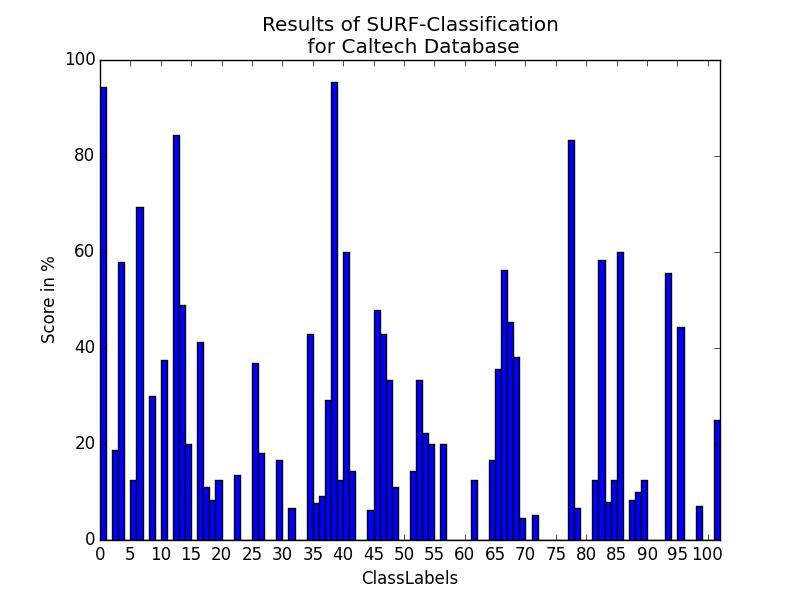 Results of SURF-Classification
for Caltech Database
100
80
60
40
20
0
Score in %
0 5 10 15 20 25 30 35 40 45 50 55 60 65 70 75 80 85 90 95 100
ClassLabels